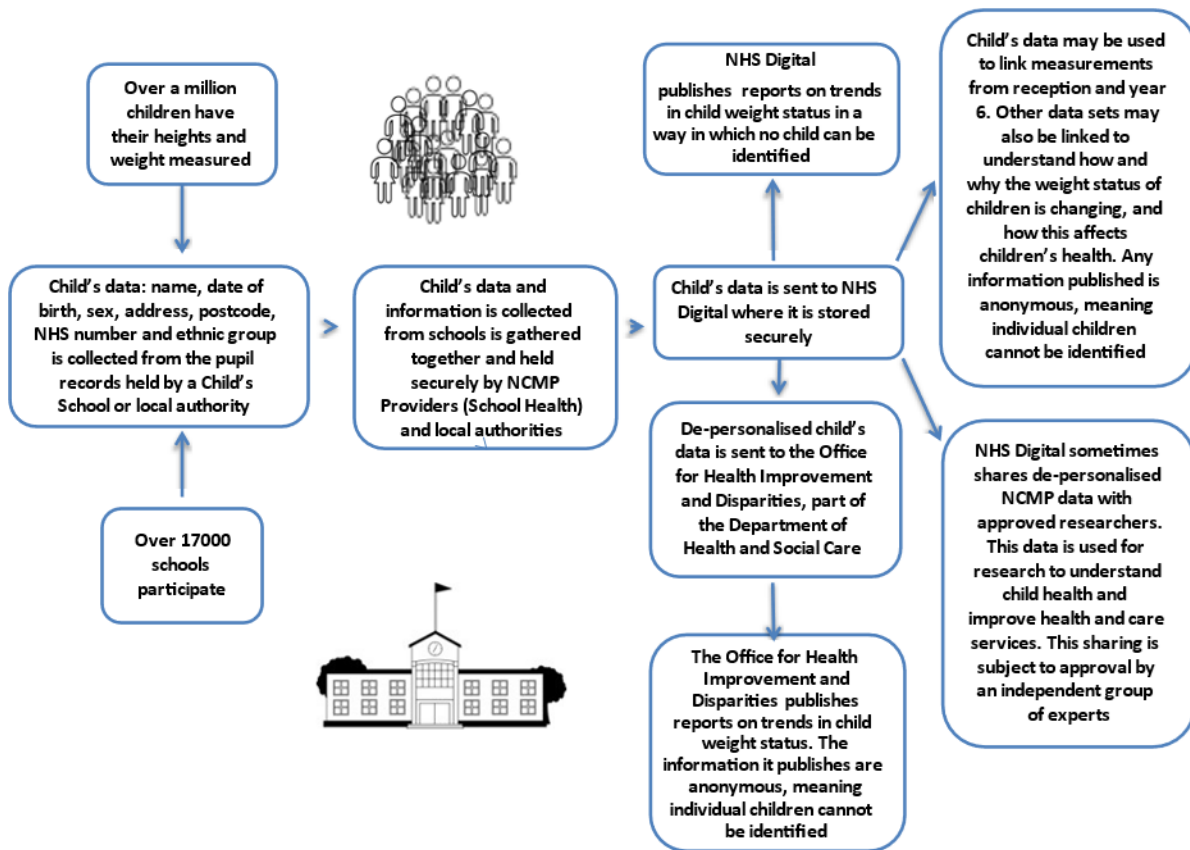 Over a million
children have
their heights and
weight measured
Child's data: name, date of
birth, sex, address, postcode,
NHS number and ethnic group
is collected from the pupil
records held by a Child's
School or local authority
Over 17000
schools
participate
Child's data and
information is collected
from schools is gathered
together and held
securely by NCMP
Providers (School Health)
and local authorities
NHS Digital
publishes reports on trends
in child weight status in a
way in which no child can be
identified
Child's data is sent to NHS
Digital where it is stored
securely
De-personalised child's
data is sent to the Office
for Health Improvement
and Disparities, part of
the Department of
Health and Social Care
The Office for Health
Improvement and
Disparities publishes
reports on trends in child
weight status. The
information it publishes are
anonymous, meaning
individual children cannot
be identified
Child's data may be used
to link measurements
from reception and year
6. Other data sets may
also be linked to
understand how and
why the weight status of
children is changing, and
how this affects
children's health. Any
information published is
anonymous, meaning
individual children
cannot be identified
NHS Digital sometimes
shares de-personalised
NCMP data with
approved researchers.
This data is used for
research to understand
child health and
improve health and care
services. This sharing is
subject to approval by
an independent group
of experts